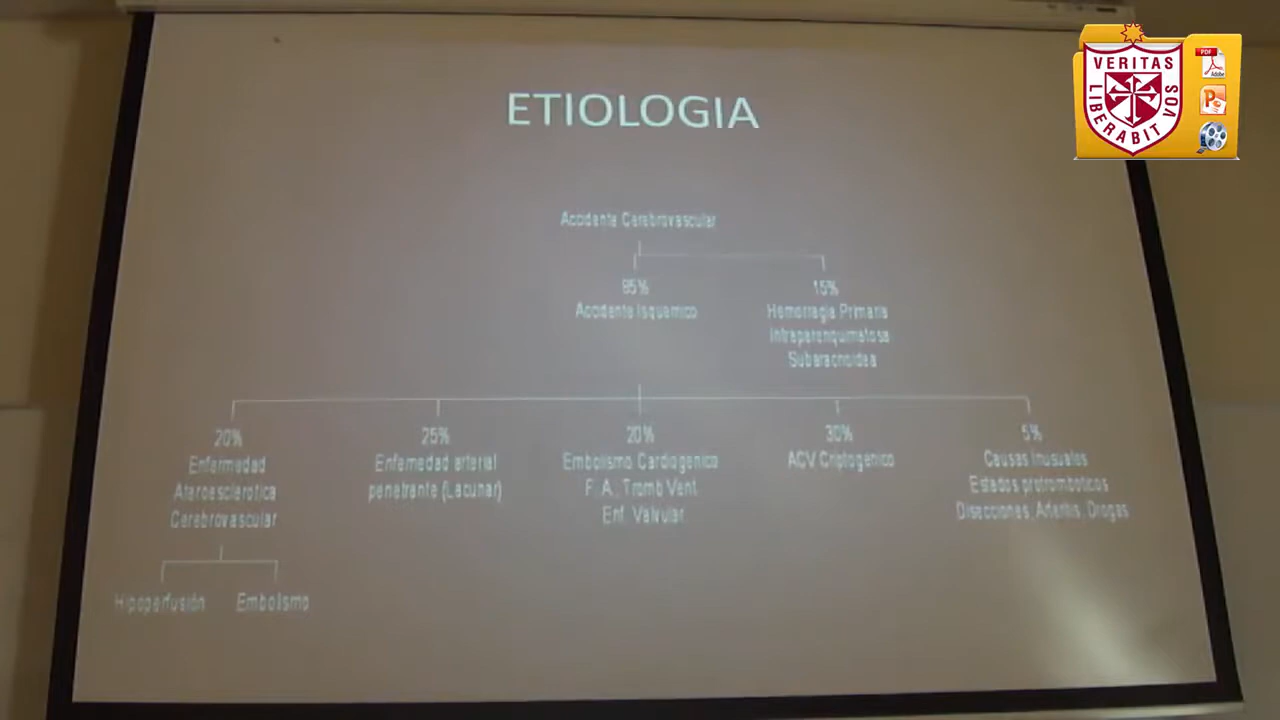 VERITAS
LIBERABIT VOS
PDF
Adobe
ETIOLOGIA
Accidente Cerebrovascular
85%
Accidente Isquemico
15%
Hemorragia Primaria
Intraparenquimatosa
Subaracnoidea
20%
Enfermedad
Ateroesclerotica
Cerebrovascular
25%
Enfermedad arterial
penetrante (Lacunar)
20%
Embolismo Cardiogenico
F. A. Tromb Vent.
Enf. Valvular.
30%
ACV Criptogenico
5%
Causas Inusuales
Estados protromboticos
Disecciones, Arteritis, Drogas
Hipoperfusión
Embolismo